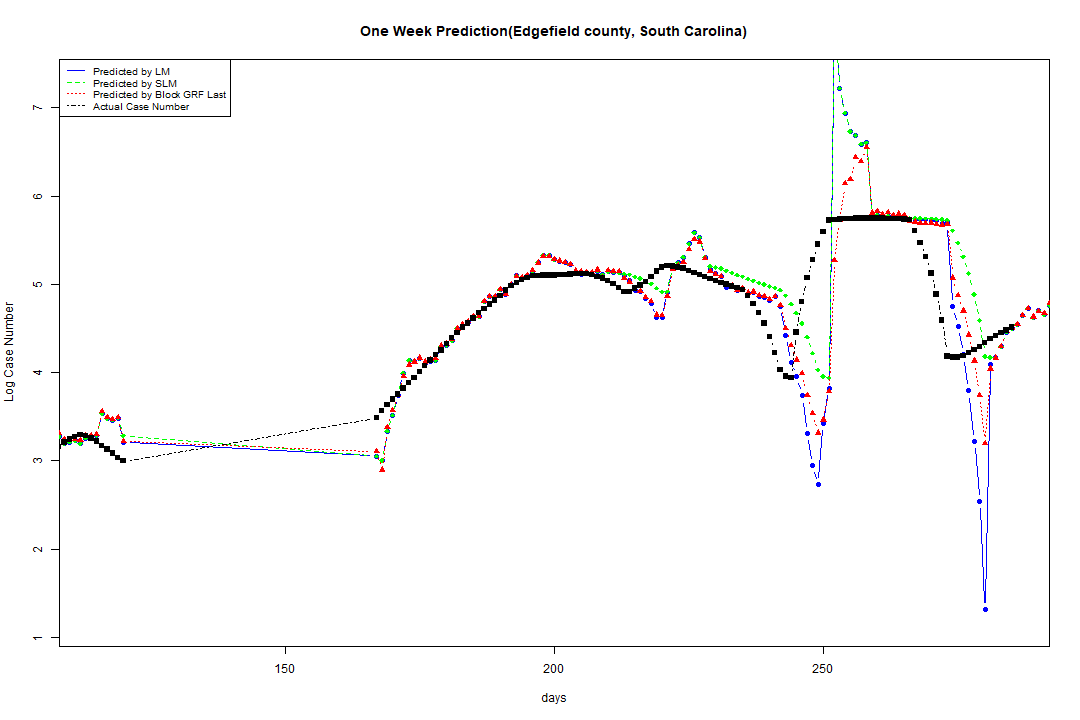 One Week Prediction(Edgefield county, South Carolina)
Predicted by LM
Predicted by SLM
Predicted by Block GRF Last
Actual Case Number
Log Case Number
7
6
5
4
3
2
1
150
200
250
days